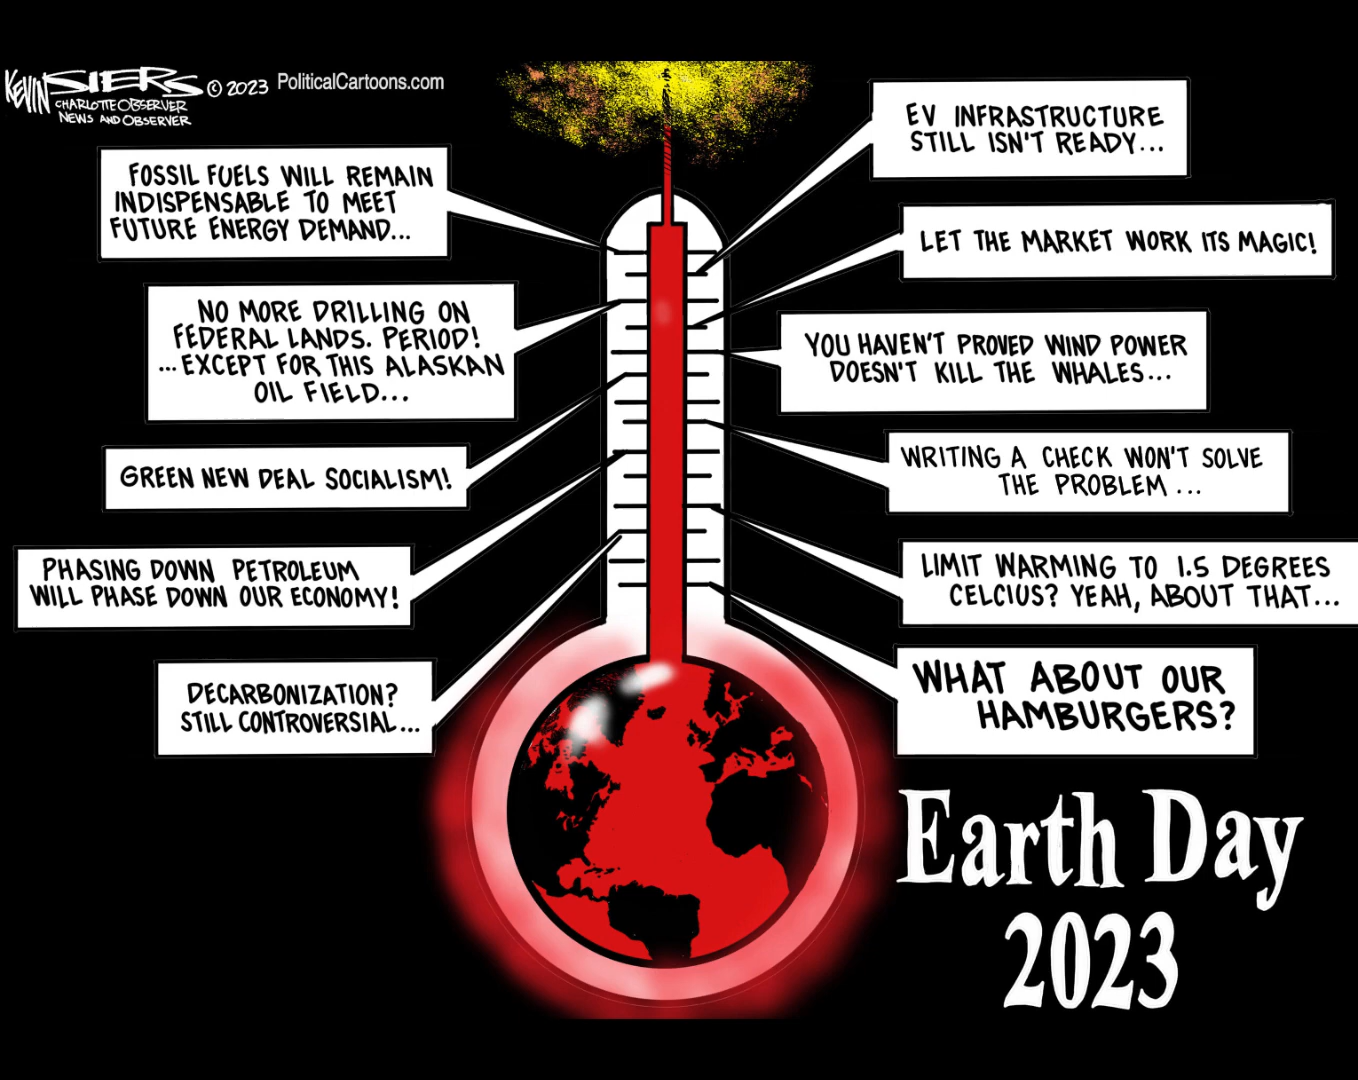 KEVIN SIERS © 2023 PoliticalCartoons.com
CHARLOTTE OBSERVER
NEWS AND OBSERVER
FOSSIL FUELS WILL REMAIN
INDISPENSABLE TO MEET
FUTURE ENERGY DEMAND...
NO MORE DRILLING ON
FEDERAL LANDS. PERIOD!
...EXCEPT FOR THIS ALASKAN
OIL FIELD...
GREEN NEW DEAL SOCIALISM!
PHASING DOWN PETROLEUM
WILL PHASE DOWN OUR ECONOMY!
DECARBONIZATION?
STILL CONTROVERSIAL...
EV INFRASTRUCTURE
STILL ISN'T READY...
LET THE MARKET WORK ITS MAGIC!
YOU HAVEN'T PROVED WIND POWER
DOESN'T KILL THE WHALES...
WRITING A CHECK WON'T SOLVE
THE PROBLEM...
LIMIT WARMING TO 1.5 DEGREES
CELCIUS? YEAH, ABOUT THAT...
WHAT ABOUT OUR
HAMBURGERS?
Earth Day
2023